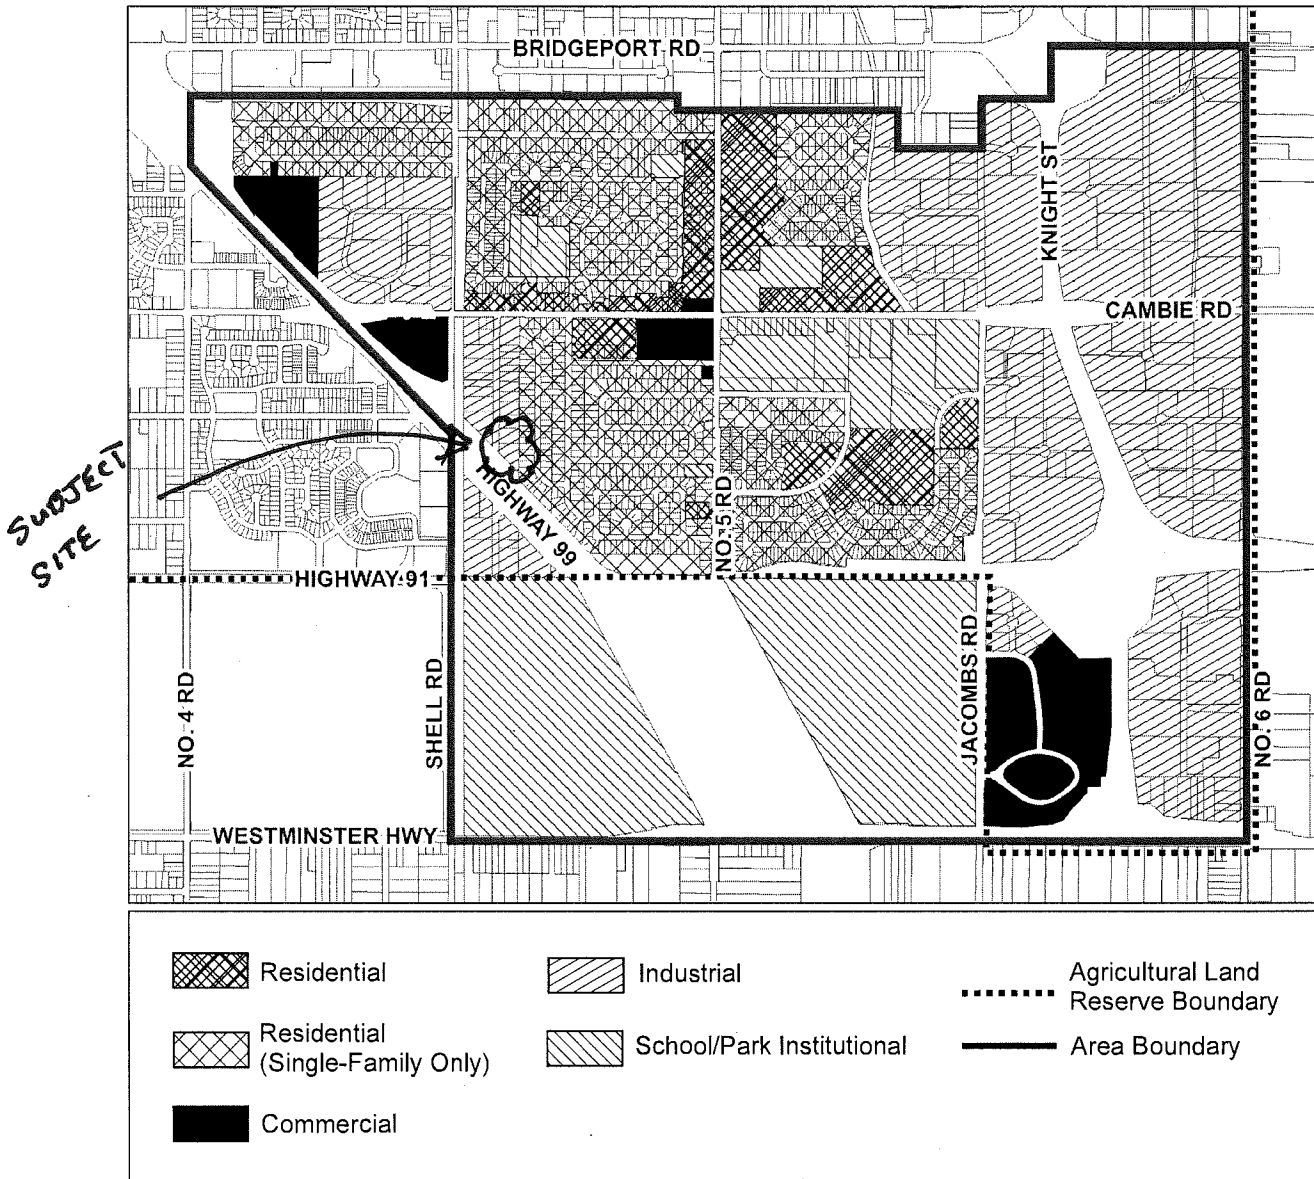 BRIDGEPORT RD
KNIGHT ST
CAMBIE RD
SUBJECT
SITE
HIGHWAY 99
NO. 5 RD
HIGHWAY 91
NO. 4 RD
SHELL RD
JACOMBS RD
NO. 6 RD
WESTMINSTER HWY
Residential
Industrial
Agricultural Land
Reserve Boundary
Residential
(Single-Family Only)
School/Park Institutional
Area Boundary
Commercial